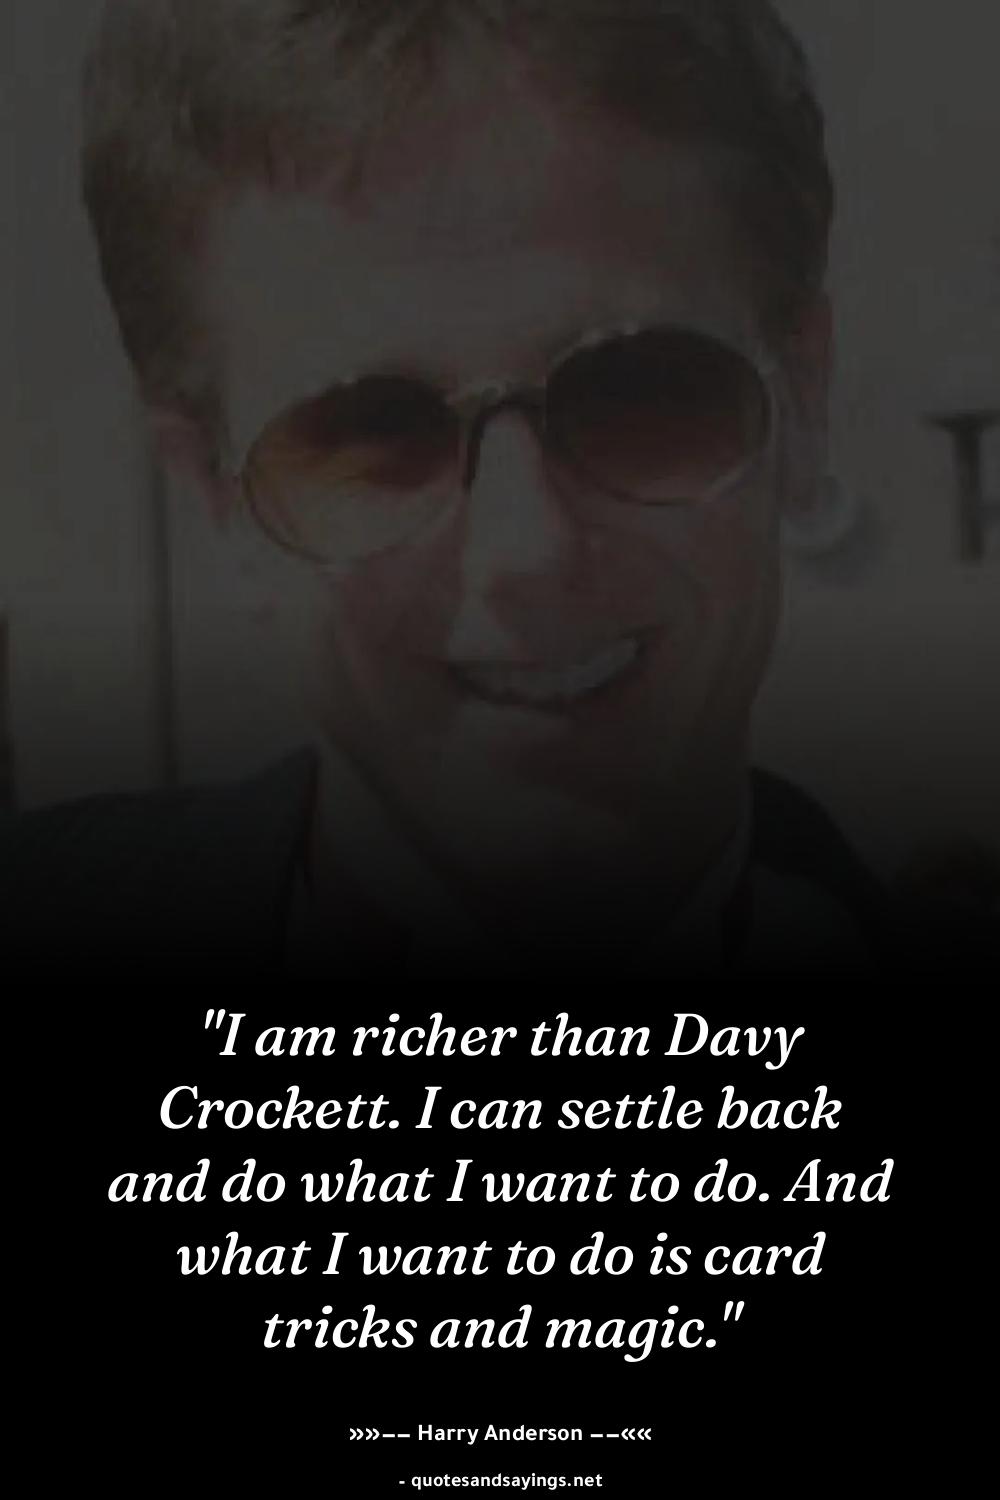 "I am richer than Davy
Crockett. I can settle back
and do what I want to do. And
what I want to do is card
tricks and magic."
»»−− Harry Anderson −−««
- quotesandsayings.net